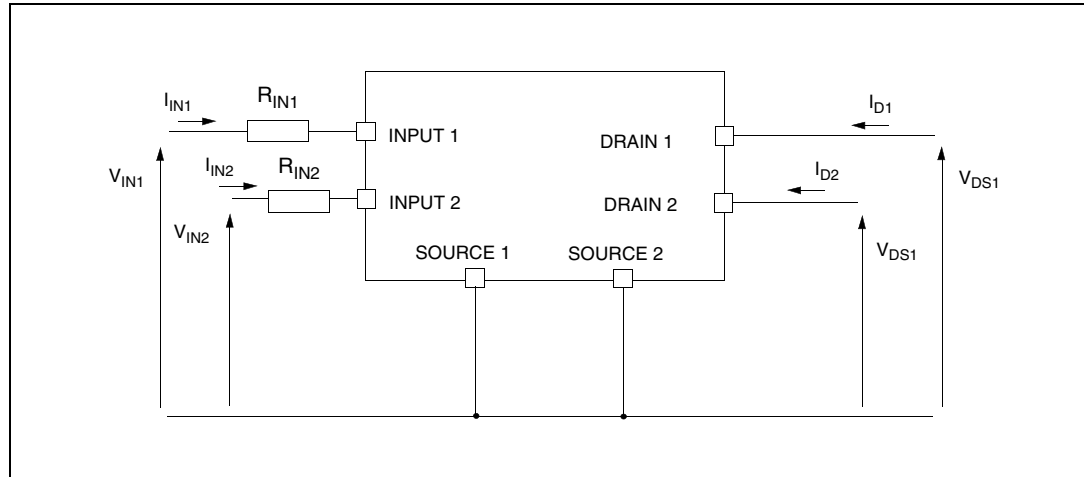 I_IN1
R_IN1
I_D1
INPUT 1
DRAIN 1
I_IN2
R_IN2
I_D2
V_IN1
V_DS1
INPUT 2
DRAIN 2
V_IN2
SOURCE 1
SOURCE 2
V_DS1